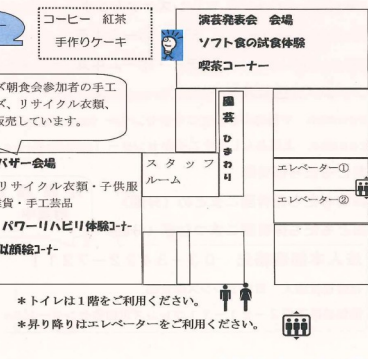 ー
コーヒー　紅茶
手作りケーキ
演芸発表会　会場
ソフト食の試食体験
喫茶コーナー
ズ朝食会参加者の手工
ズ、リサイクル衣類、
販売しています。
園芸　ひまわり
バザー会場
リサイクル衣類・子供服
雑貨・手工芸品
パワーリハビリ体験コーナー
似顔絵コーナー
スタッフ
ルーム
エレベーター①
エレベーター②
＊トイレは１階をご利用ください。
＊昇り降りはエレベーターをご利用ください。